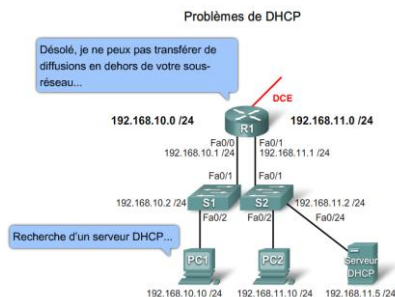 Problèmes de DHCP
Désolé, je ne peux pas transférer de
diffusions en dehors de votre sous-
réseau...
DCE
192.168.10.0 /24
192.168.11.0 /24
R1
Fa0/0
Fa0/1
192.168.10.1 /24
192.168.11.1 /24
Fa0/1
Fa0/1
192.168.10.2 /24
S1
S2
192.168.11.2 /24
Fa0/2
Fa0/2
Fa0/24
Recherche d'un serveur DHCP...
PC1
PC2
Serveur
DHCP
192.168.10.10 /24
192.168.11.10 /24
192.168.11.5 /24